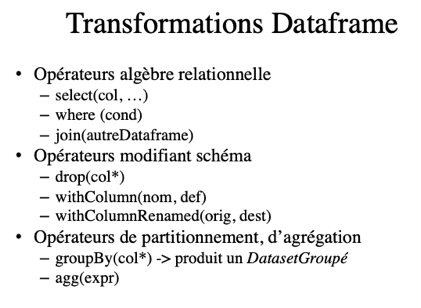 Transformations Dataframe
• Opérateurs algèbre relationnelle
– select(col, …)
– where (cond)
– join(autreDataframe)
• Opérateurs modifiant schéma
– drop(col*)
– withColumn(nom, def)
– withColumnRenamed(orig, dest)
• Opérateurs de partitionnement, d’agrégation
– groupBy(col*) -> produit un DatasetGroupé
– agg(expr)